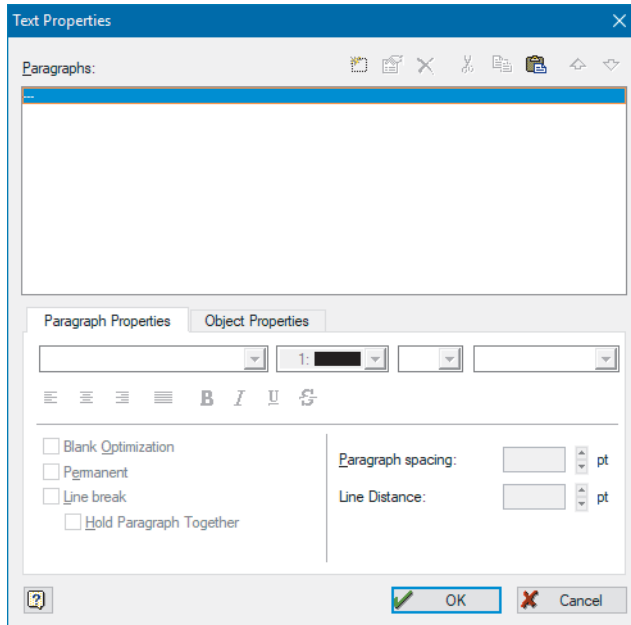 Text Properties
Paragraphs:
---
Paragraph Properties Object Properties
1:
B I U S
Blank Optimization
Permanent
Line break
Hold Paragraph Together
Paragraph spacing: pt
Line Distance: pt
? OK Cancel